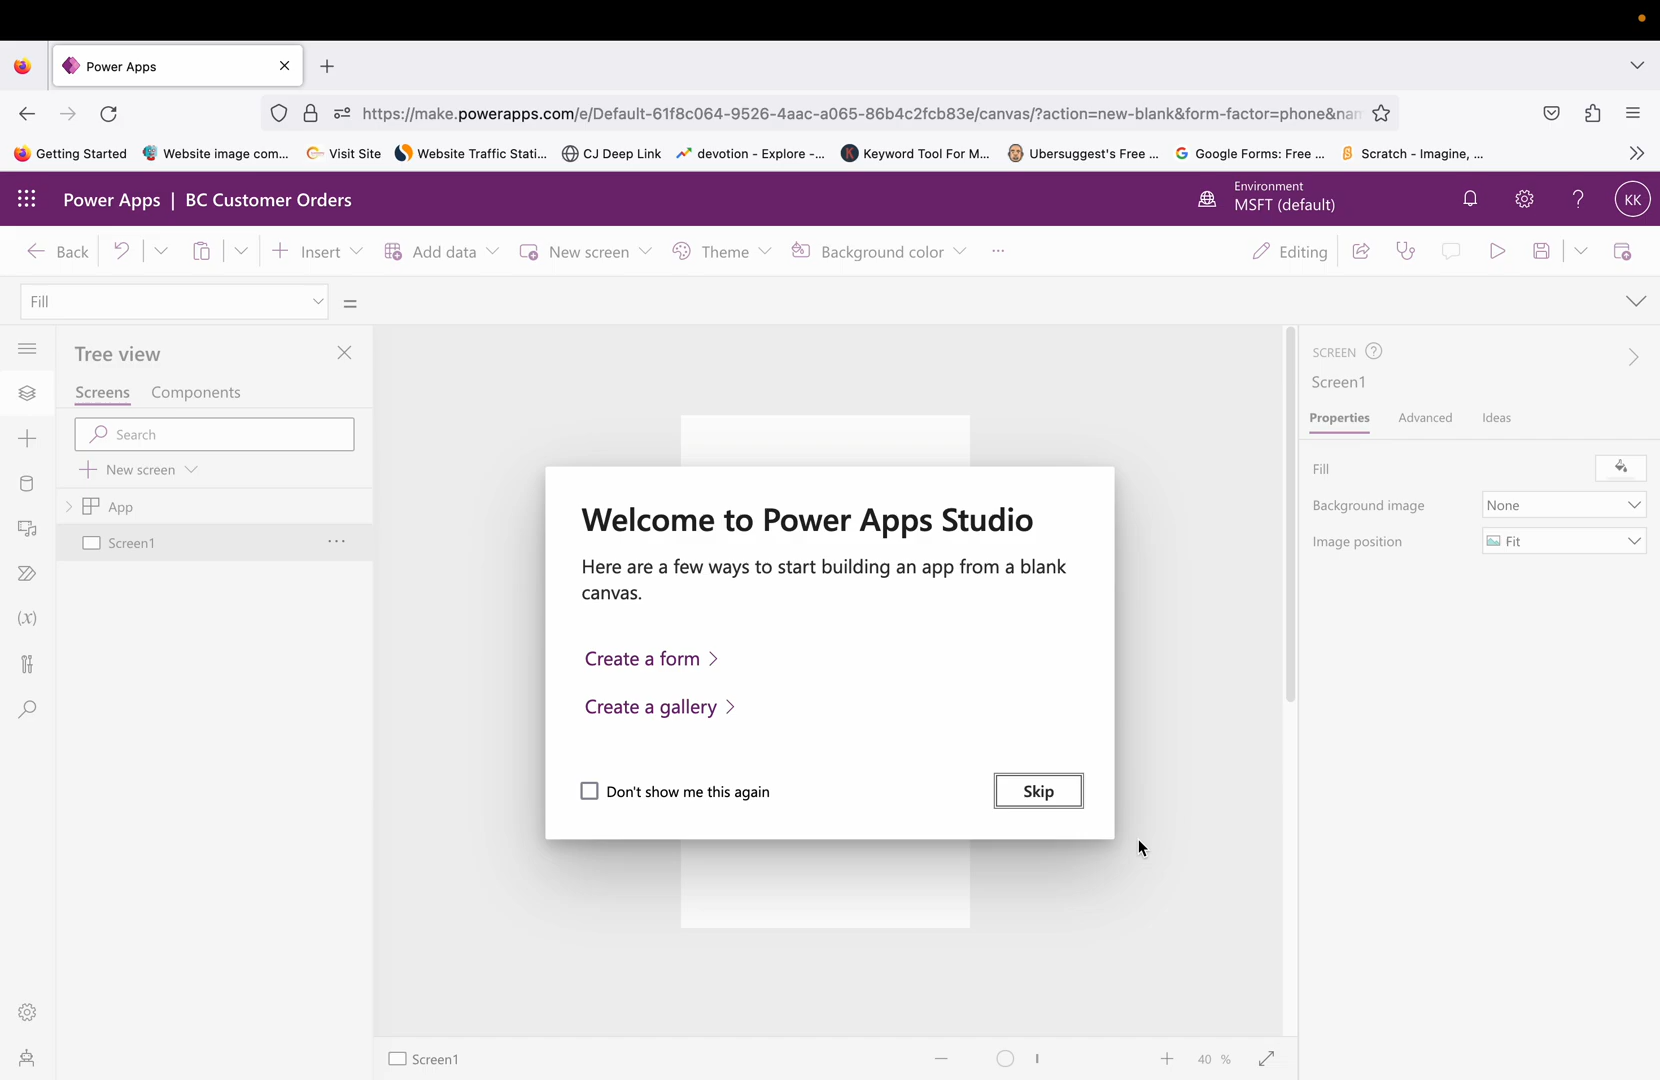 Power Apps
https://make.powerapps.com/e/Default-61f8c064-9526-4aac-a065-86b4c2fcb83e/canvas/?action=new-blank&form-factor=phone&nam
Getting Started
Website image com...
Visit Site
Website Traffic Stati...
CJ Deep Link
devotion - Explore -...
Keyword Tool For M...
Ubersuggest's Free ...
Google Forms: Free ...
Scratch - Imagine, ...
Power Apps | BC Customer Orders
Environment
MSFT (default)
KK
Back
Insert
Add data
New screen
Theme
Background color
...
Editing
Fill
=
Tree view
Screens
Components
Search
New screen
App
Screen1
...
Welcome to Power Apps Studio
Here are a few ways to start building an app from a blank
canvas.
Create a form
Create a gallery
Don't show me this again
Skip
SCREEN
Screen1
Properties
Advanced
Ideas
Fill
Background image
None
Image position
Fit
Screen1
40 %